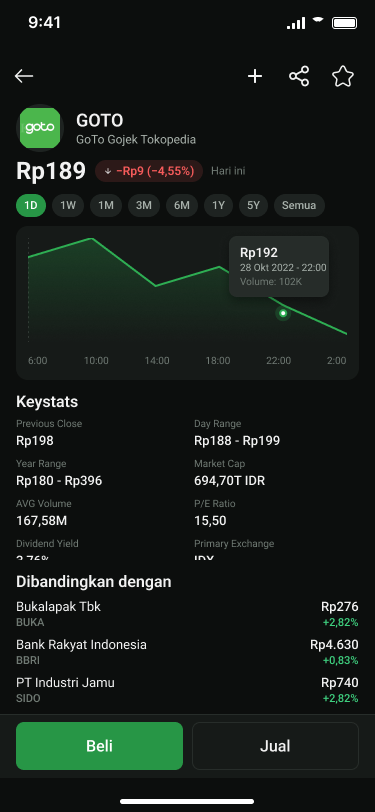 9:41
goto
GOTO
GoTo Gojek Tokopedia
Rp189 −Rp9 (−4,55%) Hari ini
1D 1W 1M 3M 6M 1Y 5Y Semua
Rp192
28 Okt 2022 - 22:00
Volume: 102K
6:00 10:00 14:00 18:00 22:00 2:00
Keystats
Previous Close Day Range
Rp198 Rp188 - Rp199
Year Range Market Cap
Rp180 - Rp396 694,70T IDR
AVG Volume P/E Ratio
167,58M 15,50
Dividend Yield Primary Exchange
3,76% IDX
Dibandingkan dengan
Bukalapak Tbk Rp276
BUKA +2,82%
Bank Rakyat Indonesia Rp4.630
BBRI +0,83%
PT Industri Jamu Rp740
SIDO +2,82%
Beli Jual